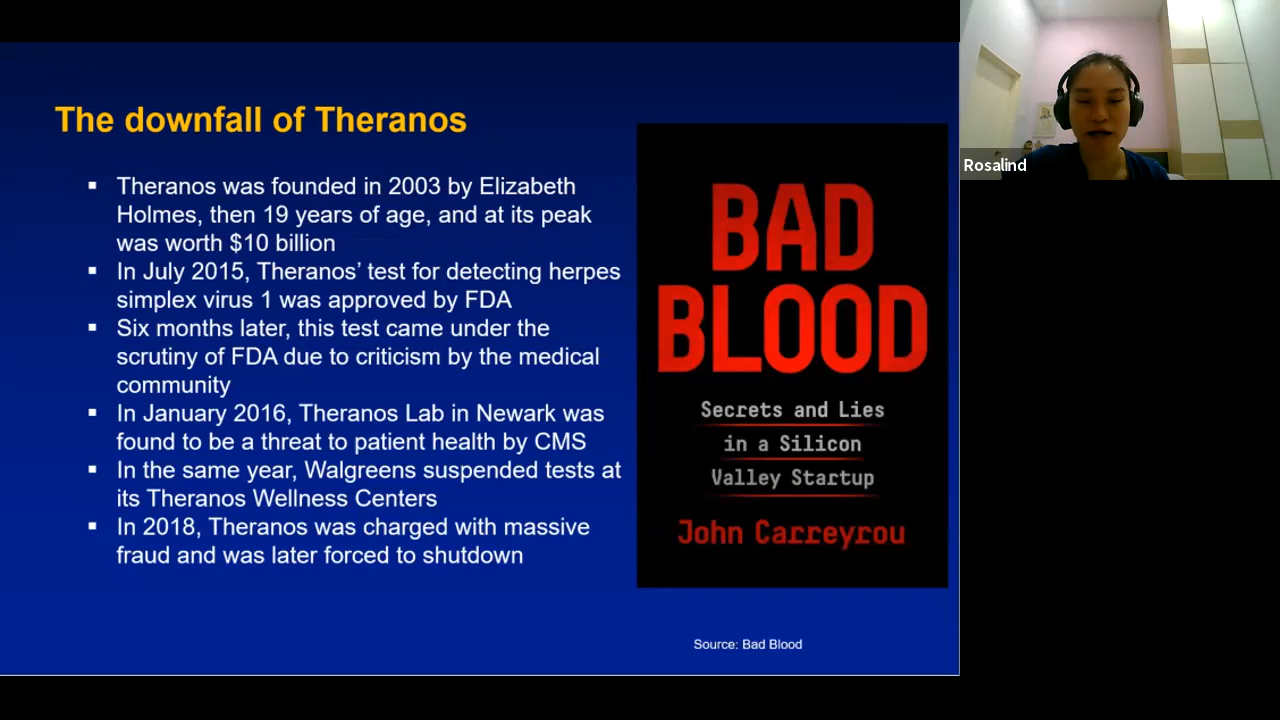 The downfall of Theranos
▪ Theranos was founded in 2003 by Elizabeth
Holmes, then 19 years of age, and at its peak
was worth $10 billion
▪ In July 2015, Theranos’ test for detecting herpes
simplex virus 1 was approved by FDA
▪ Six months later, this test came under the
scrutiny of FDA due to criticism by the medical
community
▪ In January 2016, Theranos Lab in Newark was
found to be a threat to patient health by CMS
▪ In the same year, Walgreens suspended tests at
its Theranos Wellness Centers
▪ In 2018, Theranos was charged with massive
fraud and was later forced to shutdown
BAD
BLOOD
Secrets and Lies
in a Silicon
Valley Startup
John Carreyrou
Source: Bad Blood
Rosalind